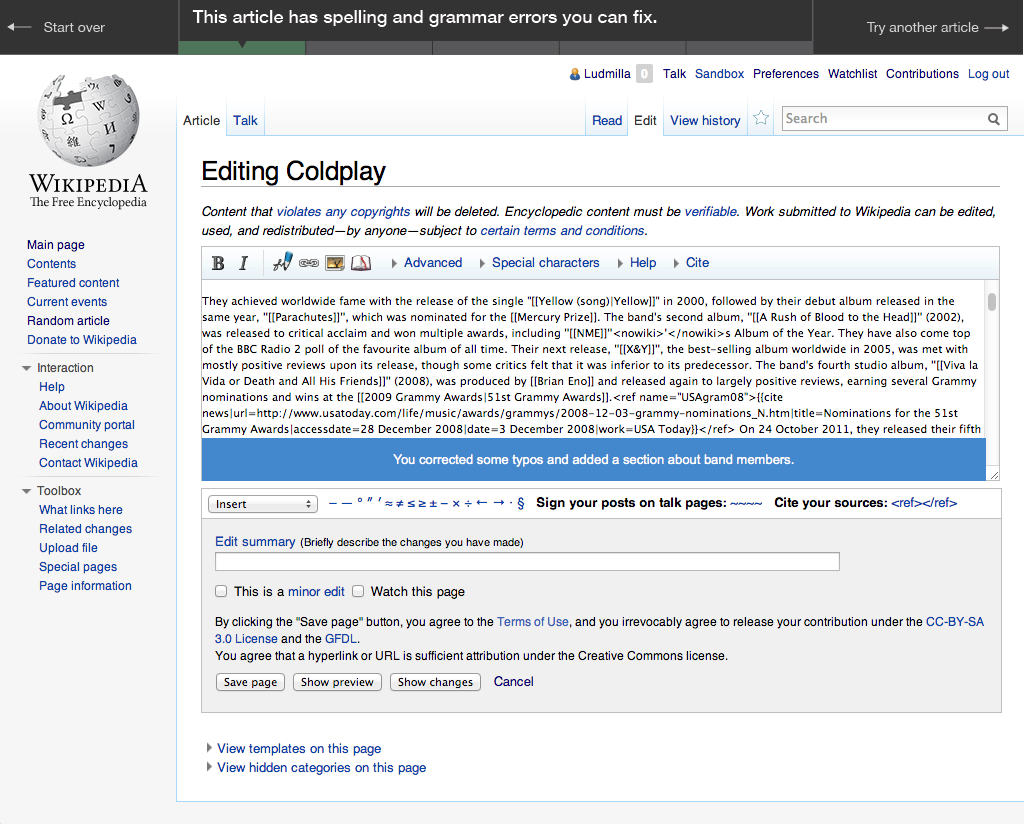 Start over
This article has spelling and grammar errors you can fix.
Try another article
Ludmilla 0 Talk Sandbox Preferences Watchlist Contributions Log out
Article Talk
Read Edit View history
Search
WIKIPEDIA
The Free Encyclopedia
Main page
Contents
Featured content
Current events
Random article
Donate to Wikipedia
Interaction
Help
About Wikipedia
Community portal
Recent changes
Contact Wikipedia
Toolbox
What links here
Related changes
Upload file
Special pages
Page information
Editing Coldplay
Content that violates any copyrights will be deleted. Encyclopedic content must be verifiable. Work submitted to Wikipedia can be edited,
used, and redistributed—by anyone—subject to certain terms and conditions.
B I Advanced Special characters Help Cite
They achieved worldwide fame with the release of the single "[[Yellow (song)|Yellow]]" in 2000, followed by their debut album released in the
same year, "[[Parachutes]]", which was nominated for the [[Mercury Prize]]. The band's second album, "[[A Rush of Blood to the Head]]" (2002),
was released to critical acclaim and won multiple awards, including "[[NME]]"<nowiki>'</nowiki>s Album of the Year. They have also come top
of the BBC Radio 2 poll of the favourite album of all time. Their next release, "[[X&Y]]", the best-selling album worldwide in 2005, was met with
mostly positive reviews upon its release, though some critics felt that it was inferior to its predecessor. The band's fourth studio album, "[[Viva la
Vida or Death and All His Friends]]" (2008), was produced by [[Brian Eno]] and released again to largely positive reviews, earning several Grammy
nominations and wins at the [[2009 Grammy Awards|51st Grammy Awards]].<ref name="USAgram08">{{cite
news|url=http://www.usatoday.com/life/music/awards/grammys/2008-12-03-grammy-nominations_N.htm|title=Nominations for the 51st
Grammy Awards|accessdate=28 December 2008|date=3 December 2008|work=USA Today}}</ref> On 24 October 2011, they released their fifth
You corrected some typos and added a section about band members.
Insert – — ° ″ ′ ≈ ≠ ≤ ≥ ± − × ÷ ← → · § Sign your posts on talk pages: ~~~~ Cite your sources: <ref></ref>
Edit summary (Briefly describe the changes you have made)
This is a minor edit Watch this page
By clicking the "Save page" button, you agree to the Terms of Use, and you irrevocably agree to release your contribution under the CC-BY-SA
3.0 License and the GFDL.
You agree that a hyperlink or URL is sufficient attribution under the Creative Commons license.
Save page Show preview Show changes Cancel
View templates on this page
View hidden categories on this page